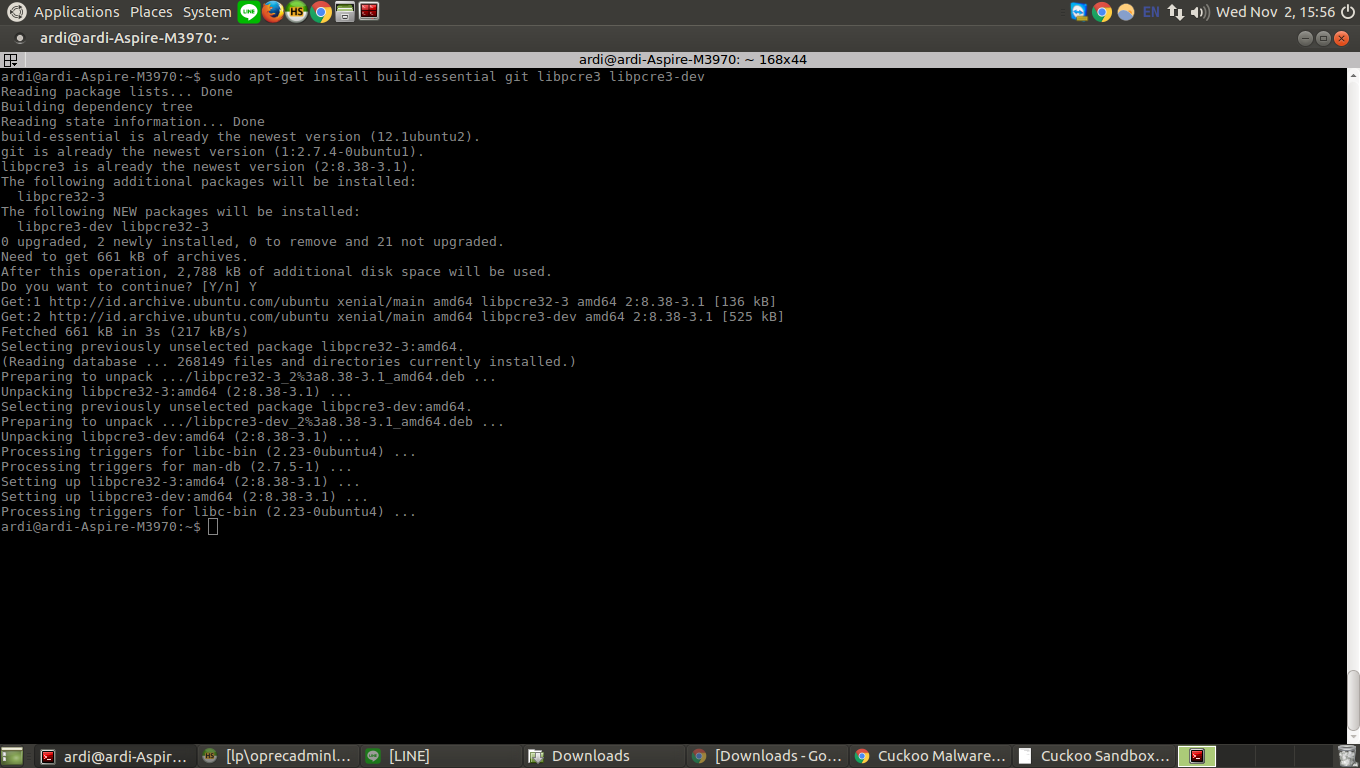 Applications Places System LINE HS EN Wed Nov 2, 15:56
ardi@ardi-Aspire-M3970: ~
ardi@ardi-Aspire-M3970: ~ 168x44
ardi@ardi-Aspire-M3970:~$ sudo apt-get install build-essential git libpcre3 libpcre3-dev
Reading package lists... Done
Building dependency tree
Reading state information... Done
build-essential is already the newest version (12.1ubuntu2).
git is already the newest version (1:2.7.4-0ubuntu1).
libpcre3 is already the newest version (2:8.38-3.1).
The following additional packages will be installed:
  libpcre32-3
The following NEW packages will be installed:
  libpcre3-dev libpcre32-3
0 upgraded, 2 newly installed, 0 to remove and 21 not upgraded.
Need to get 661 kB of archives.
After this operation, 2,788 kB of additional disk space will be used.
Do you want to continue? [Y/n] Y
Get:1 http://id.archive.ubuntu.com/ubuntu xenial/main amd64 libpcre32-3 amd64 2:8.38-3.1 [136 kB]
Get:2 http://id.archive.ubuntu.com/ubuntu xenial/main amd64 libpcre3-dev amd64 2:8.38-3.1 [525 kB]
Fetched 661 kB in 3s (217 kB/s)
Selecting previously unselected package libpcre32-3:amd64.
(Reading database ... 268149 files and directories currently installed.)
Preparing to unpack .../libpcre32-3_2%3a8.38-3.1_amd64.deb ...
Unpacking libpcre32-3:amd64 (2:8.38-3.1) ...
Selecting previously unselected package libpcre3-dev:amd64.
Preparing to unpack .../libpcre3-dev_2%3a8.38-3.1_amd64.deb ...
Unpacking libpcre3-dev:amd64 (2:8.38-3.1) ...
Processing triggers for libc-bin (2.23-0ubuntu4) ...
Processing triggers for man-db (2.7.5-1) ...
Setting up libpcre32-3:amd64 (2:8.38-3.1) ...
Setting up libpcre3-dev:amd64 (2:8.38-3.1) ...
Processing triggers for libc-bin (2.23-0ubuntu4) ...
ardi@ardi-Aspire-M3970:~$
ardi@ardi-Aspir... HS [lp\oprecadminl... [LINE] Downloads [Downloads - Go... Cuckoo Malware... Cuckoo Sandbox...